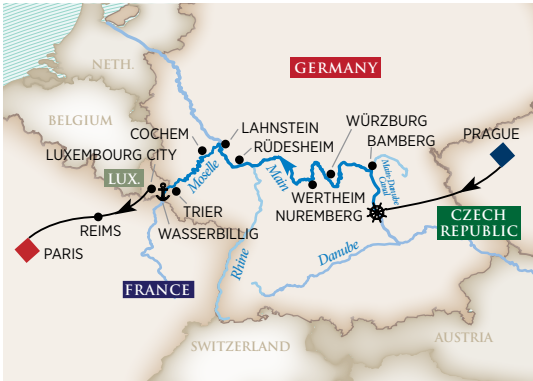 NETH.
GERMANY
BELGIUM
COCHEM
LAHNSTEIN
RÜDESHEIM
WÜRZBURG
BAMBERG
PRAGUE
LUXEMBOURG CITY
LUX.
Moselle
Main
Main-Danube
Canal
TRIER
WASSERBILLIG
WERTHEIM
NUREMBERG
CZECH
REPUBLIC
REIMS
PARIS
Rhine
Danube
FRANCE
SWITZERLAND
AUSTRIA